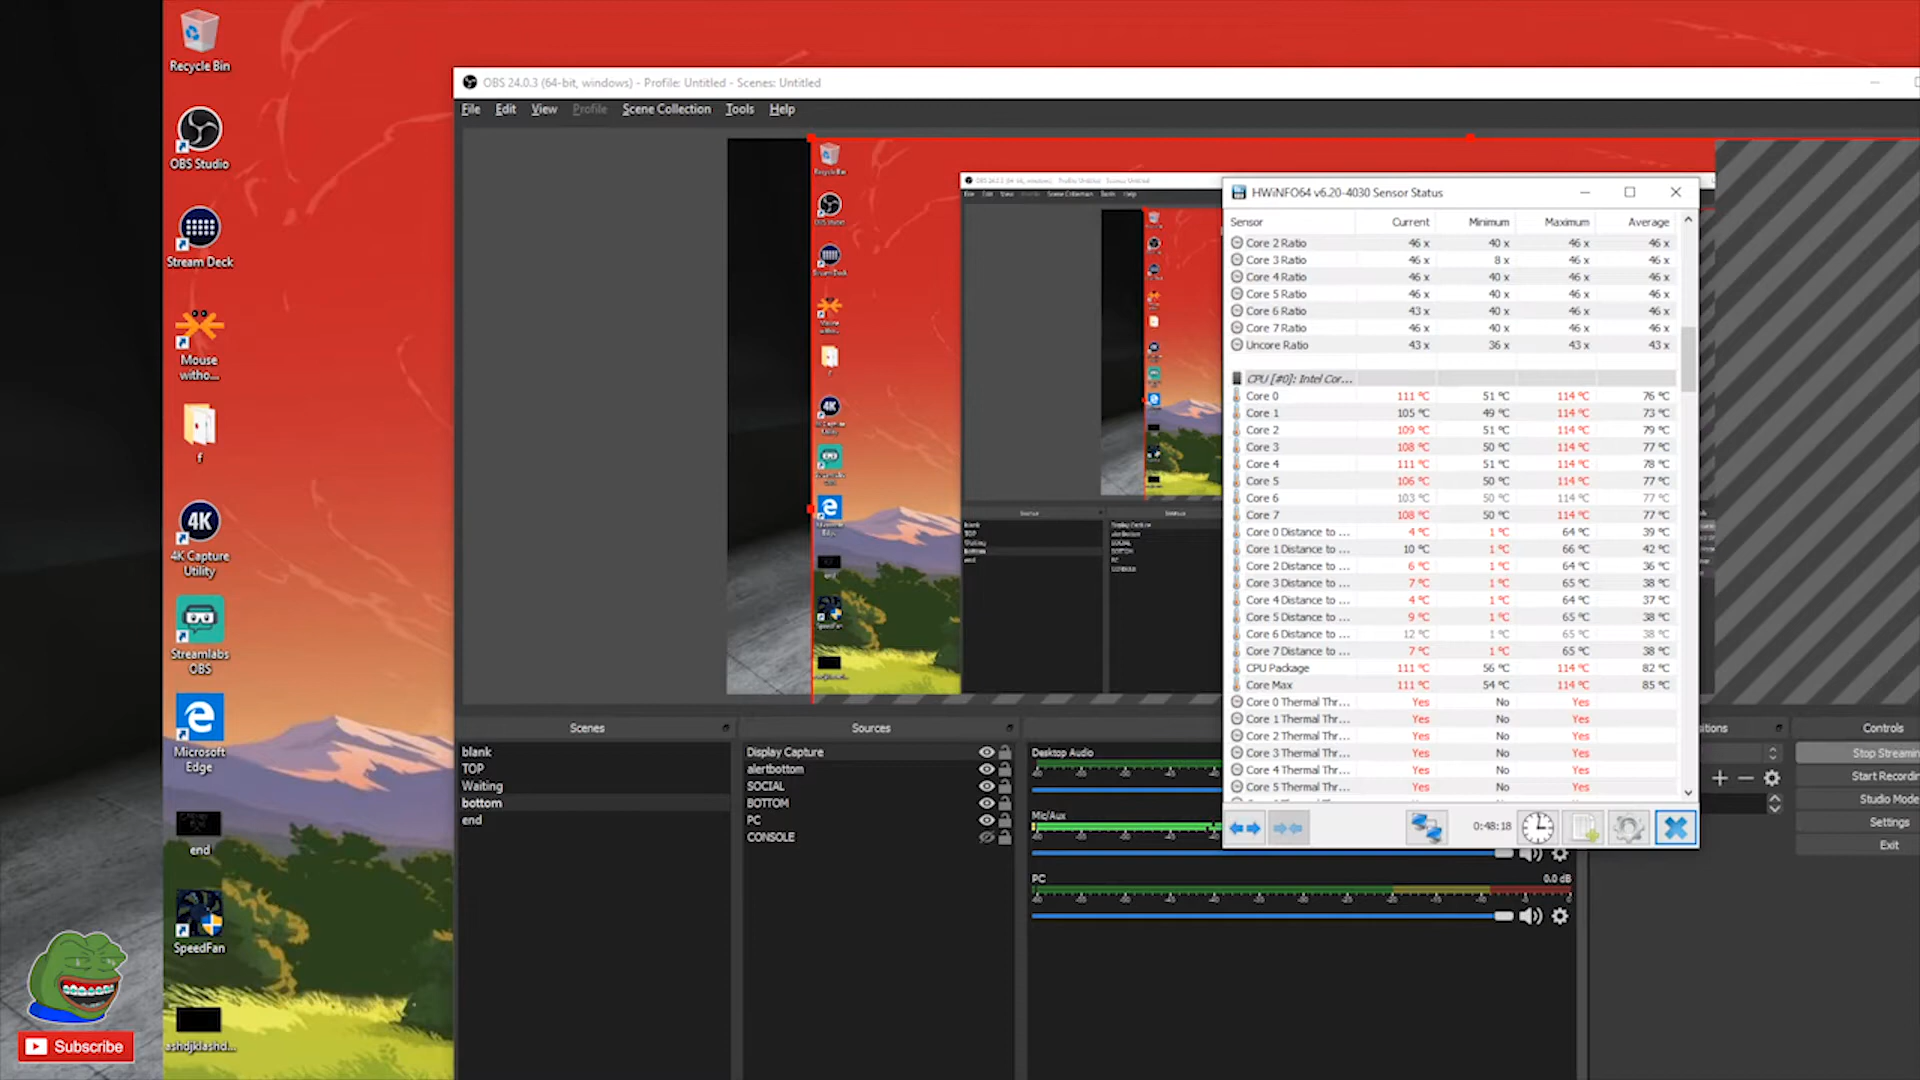 Recycle Bin
OBS Studio
Stream Deck
Mouse
witho...
f
4K
4K Capture
Utility
Streamlabs
OBS
Microsoft
Edge
end
SpeedFan
ashdjklashd...
Subscribe
OBS 24.0.3 (64-bit, windows) - Profile: Untitled - Scenes: Untitled
File Edit View Profile Scene Collection Tools Help
HWiNFO64 v6.20-4030 Sensor Status
Sensor Current Minimum Maximum Average
Core 2 Ratio 46 x 40 x 46 x 46 x
Core 3 Ratio 46 x 8 x 46 x 46 x
Core 4 Ratio 46 x 40 x 46 x 46 x
Core 5 Ratio 46 x 40 x 46 x 46 x
Core 6 Ratio 43 x 40 x 46 x 46 x
Core 7 Ratio 46 x 40 x 46 x 46 x
Uncore Ratio 43 x 36 x 43 x 43 x
CPU [#0]: Intel Cor...
Core 0 111 °C 51 °C 114 °C 76 °C
Core 1 105 °C 49 °C 114 °C 73 °C
Core 2 109 °C 51 °C 114 °C 79 °C
Core 3 108 °C 50 °C 114 °C 77 °C
Core 4 111 °C 51 °C 114 °C 78 °C
Core 5 106 °C 50 °C 114 °C 77 °C
Core 6 103 °C 50 °C 114 °C 77 °C
Core 7 108 °C 50 °C 114 °C 77 °C
Core 0 Distance to ... 4 °C 1 °C 64 °C 39 °C
Core 1 Distance to ... 10 °C 1 °C 66 °C 42 °C
Core 2 Distance to ... 6 °C 1 °C 64 °C 36 °C
Core 3 Distance to ... 7 °C 1 °C 65 °C 38 °C
Core 4 Distance to ... 4 °C 1 °C 64 °C 37 °C
Core 5 Distance to ... 9 °C 1 °C 65 °C 38 °C
Core 6 Distance to ... 12 °C 1 °C 65 °C 38 °C
Core 7 Distance to ... 7 °C 1 °C 65 °C 38 °C
CPU Package 111 °C 56 °C 114 °C 82 °C
Core Max 111 °C 54 °C 114 °C 85 °C
Core 0 Thermal Thr... Yes No Yes
Core 1 Thermal Thr... Yes No Yes
Core 2 Thermal Thr... Yes No Yes
Core 3 Thermal Thr... Yes No Yes
Core 4 Thermal Thr... Yes No Yes
Core 5 Thermal Thr... Yes No Yes
0:48:18
Scenes
blank
TOP
Waiting
bottom
end
Sources
Display Capture
alertbottom
SOCIAL
BOTTOM
PC
CONSOLE
Desktop Audio
Mic/Aux
PC 0.0 dB
sitions
Controls
Stop Streamin
Start Recordin
Studio Mode
Settings
Exit